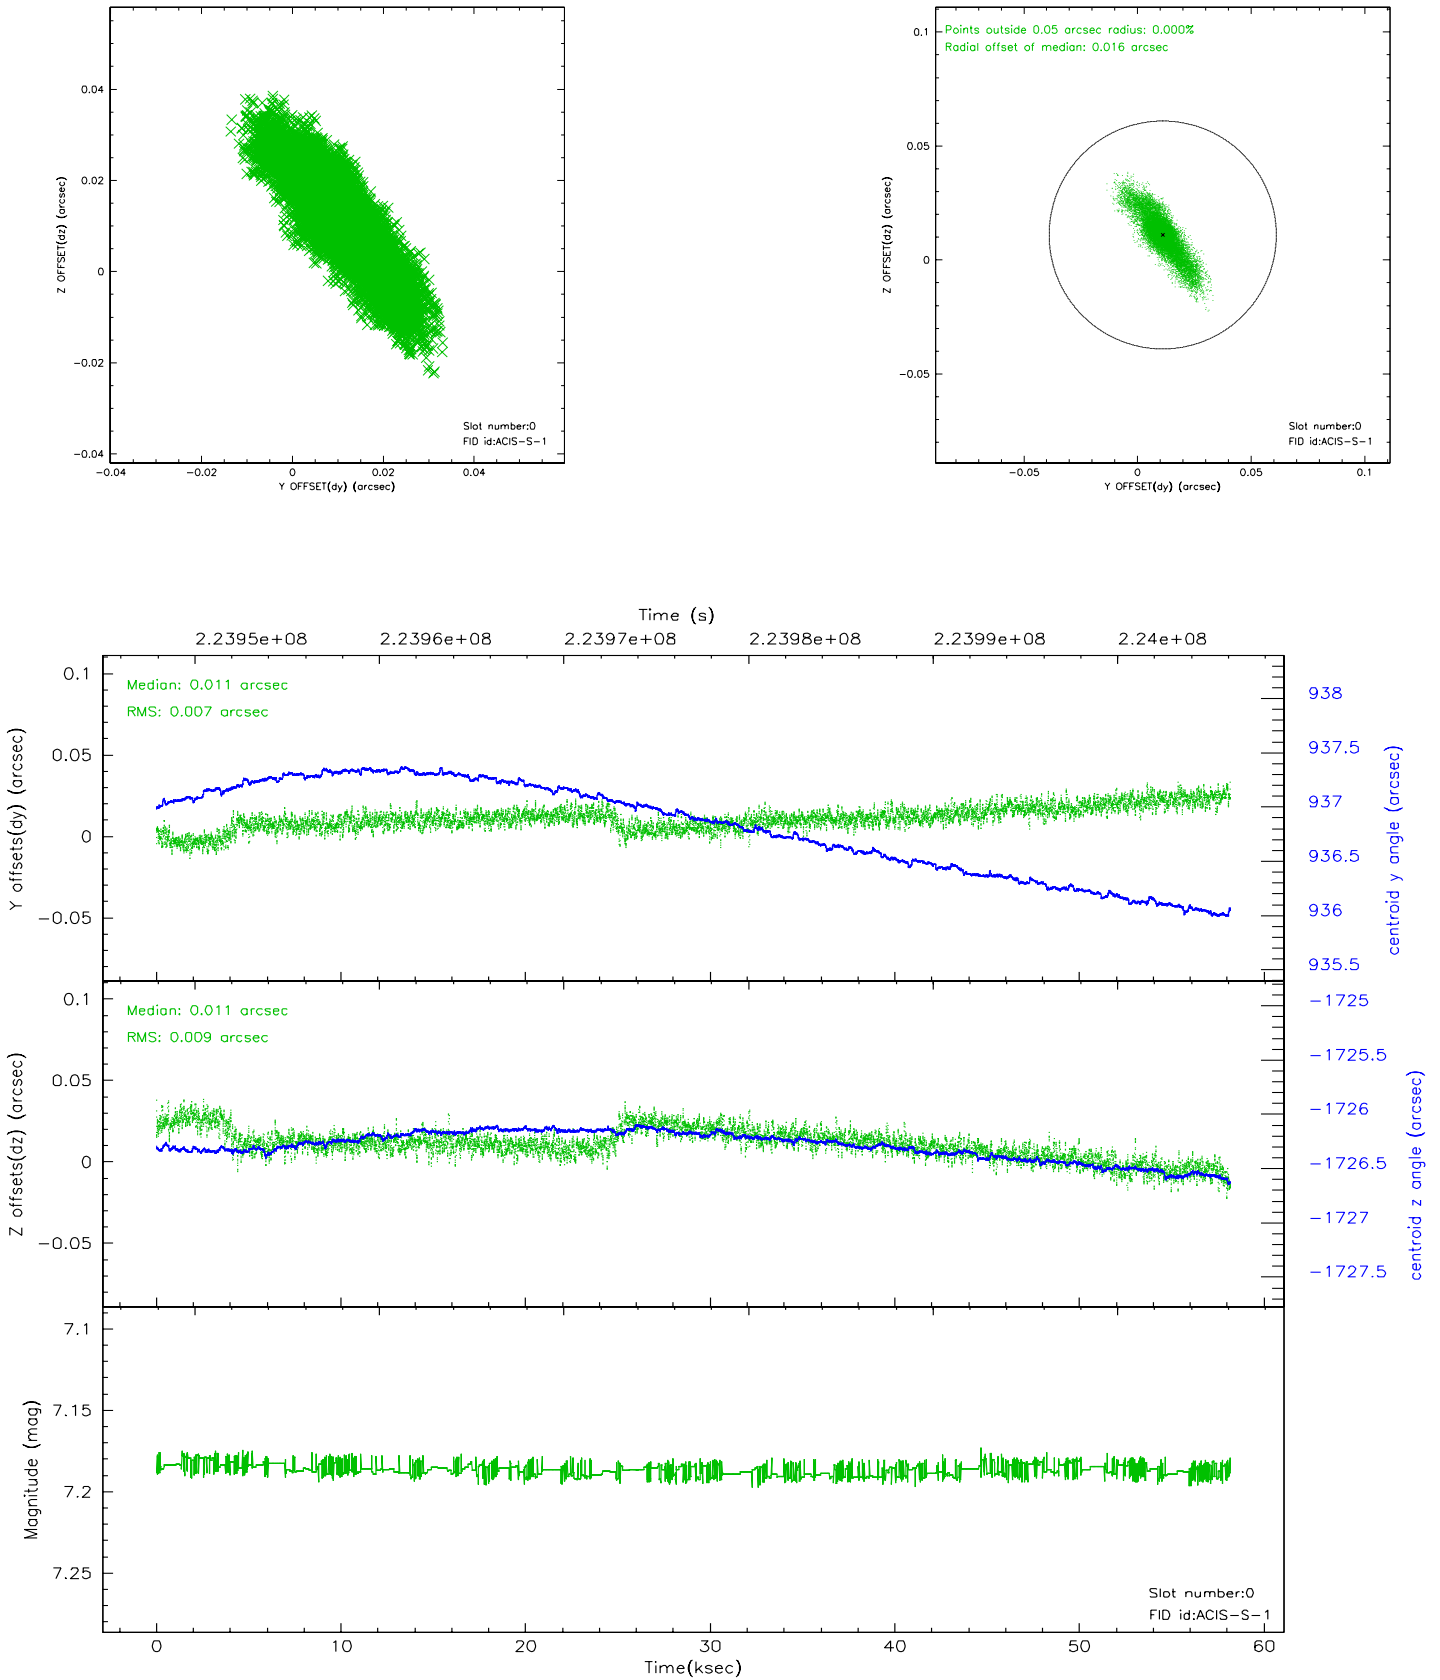 0.04
0.02
0
−0.02
−0.04
Z OFFSET(dz) (arcsec)
Slot number:0
FID id:ACIS−S−1
−0.04
−0.02
0
0.02
0.04
Y OFFSET(dy) (arcsec)
Points outside 0.05 arcsec radius: 0.000%
Radial offset of median: 0.016 arcsec
0.1
0.05
0
−0.05
Z OFFSET(dz) (arcsec)
Slot number:0
FID id:ACIS−S−1
−0.05
0
0.05
0.1
Y OFFSET(dy) (arcsec)
Time (s)
2.2395e+08
2.2396e+08
2.2397e+08
2.2398e+08
2.2399e+08
2.24e+08
Median: 0.011 arcsec
RMS: 0.007 arcsec
0.1
0.05
0
−0.05
Y offsets(dy) (arcsec)
938
937.5
937
936.5
936
935.5
centroid y angle (arcsec)
Median: 0.011 arcsec
RMS: 0.009 arcsec
0.1
0.05
0
−0.05
Z offsets(dz) (arcsec)
−1725
−1725.5
−1726
−1726.5
−1727
−1727.5
centroid z angle (arcsec)
7.1
7.15
7.2
7.25
Magnitude (mag)
Slot number:0
FID id:ACIS−S−1
0
10
20
30
40
50
60
Time(ksec)